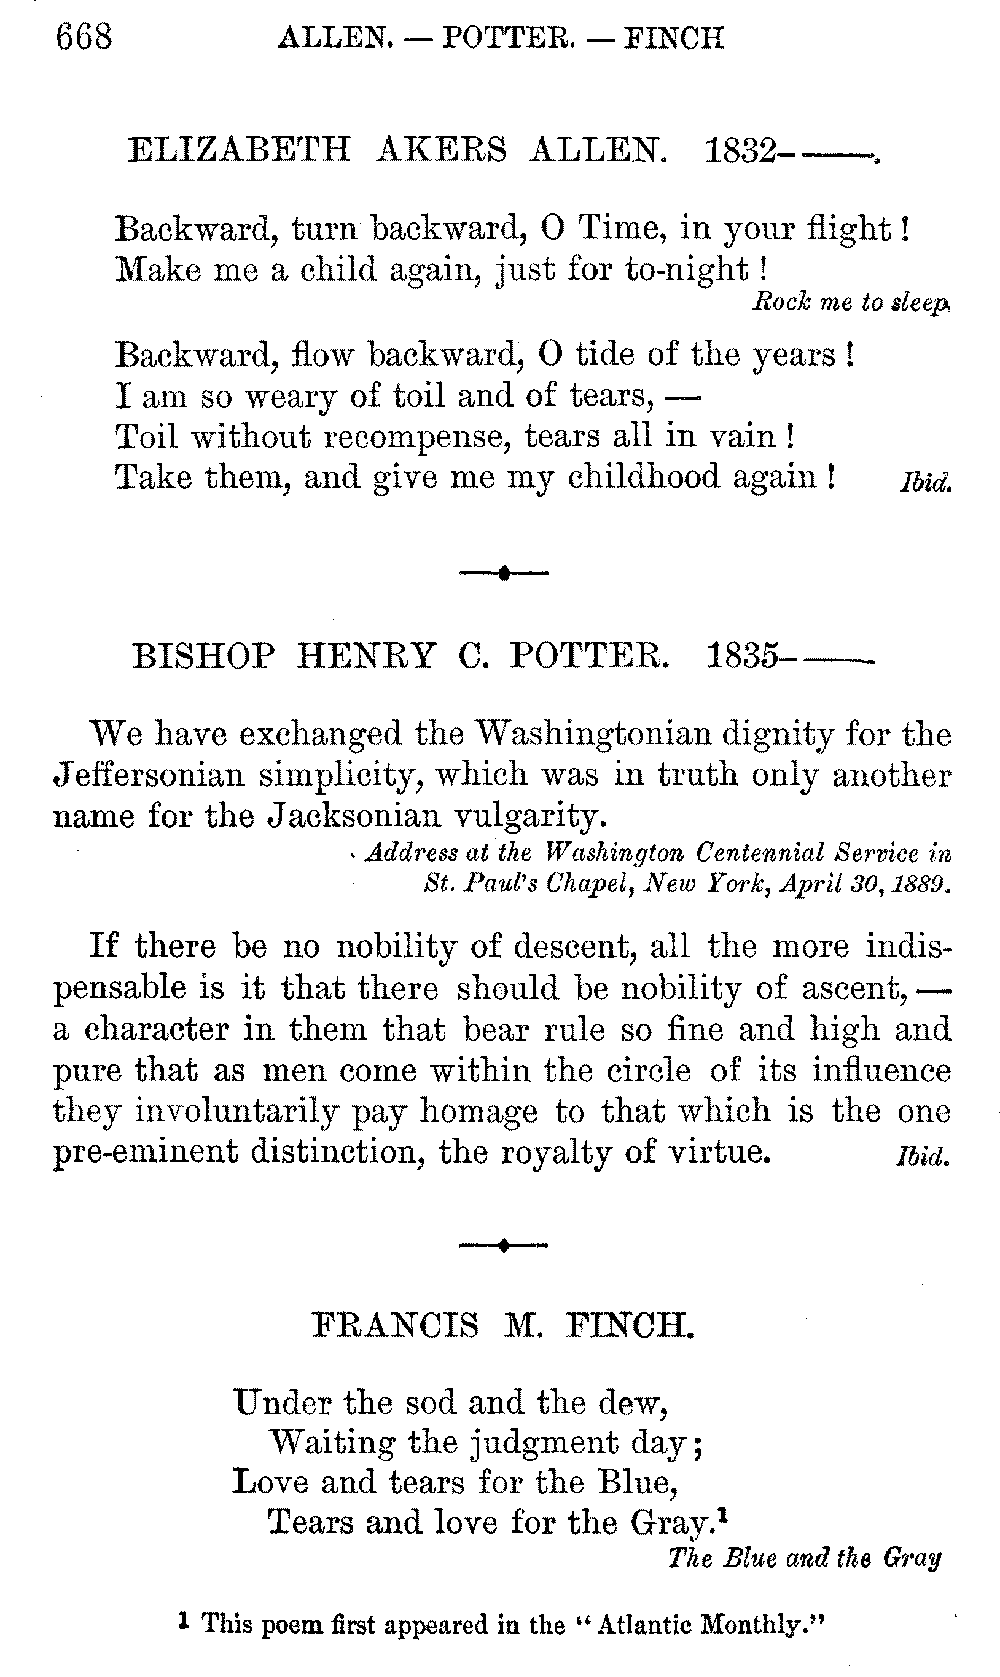 668 ALLEN. — POTTER. — FINCH
ELIZABETH AKERS ALLEN. 1832-——.
Backward, turn backward, O Time, in your flight!
Make me a child again, just for to-night!
Rock me to sleep.
Backward, flow backward, O tide of the years!
I am so weary of toil and of tears, —
Toil without recompense, tears all in vain!
Take them, and give me my childhood again! Ibid.
BISHOP HENRY C. POTTER. 1835-——
We have exchanged the Washingtonian dignity for the
Jeffersonian simplicity, which was in truth only another
name for the Jacksonian vulgarity.
Address at the Washington Centennial Service in
St. Paul's Chapel, New York, April 30, 1889.
If there be no nobility of descent, all the more indis-
pensable is it that there should be nobility of ascent, —
a character in them that bear rule so fine and high and
pure that as men come within the circle of its influence
they involuntarily pay homage to that which is the one
pre-eminent distinction, the royalty of virtue. Ibid.
FRANCIS M. FINCH.
Under the sod and the dew,
Waiting the judgment day;
Love and tears for the Blue,
Tears and love for the Gray.¹
The Blue and the Gray
1 This poem first appeared in the "Atlantic Monthly."